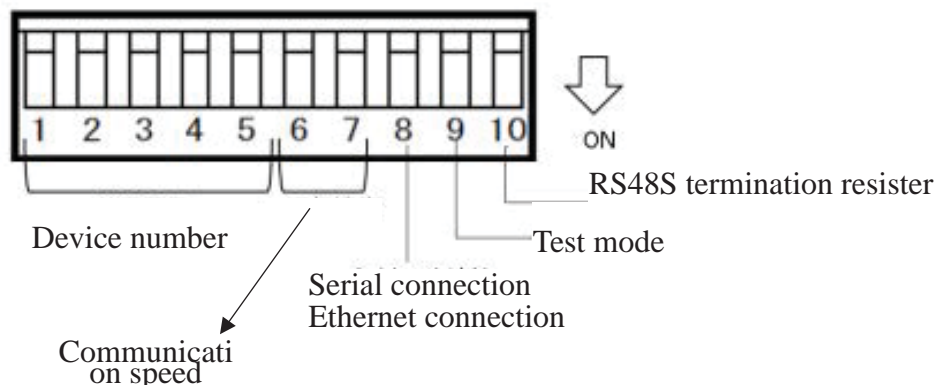 1 2 3 4 5 6 7 8 9 10
ON
RS48S termination resister
Device number
Test mode
Serial connection
Ethernet connection
Communicati
on speed